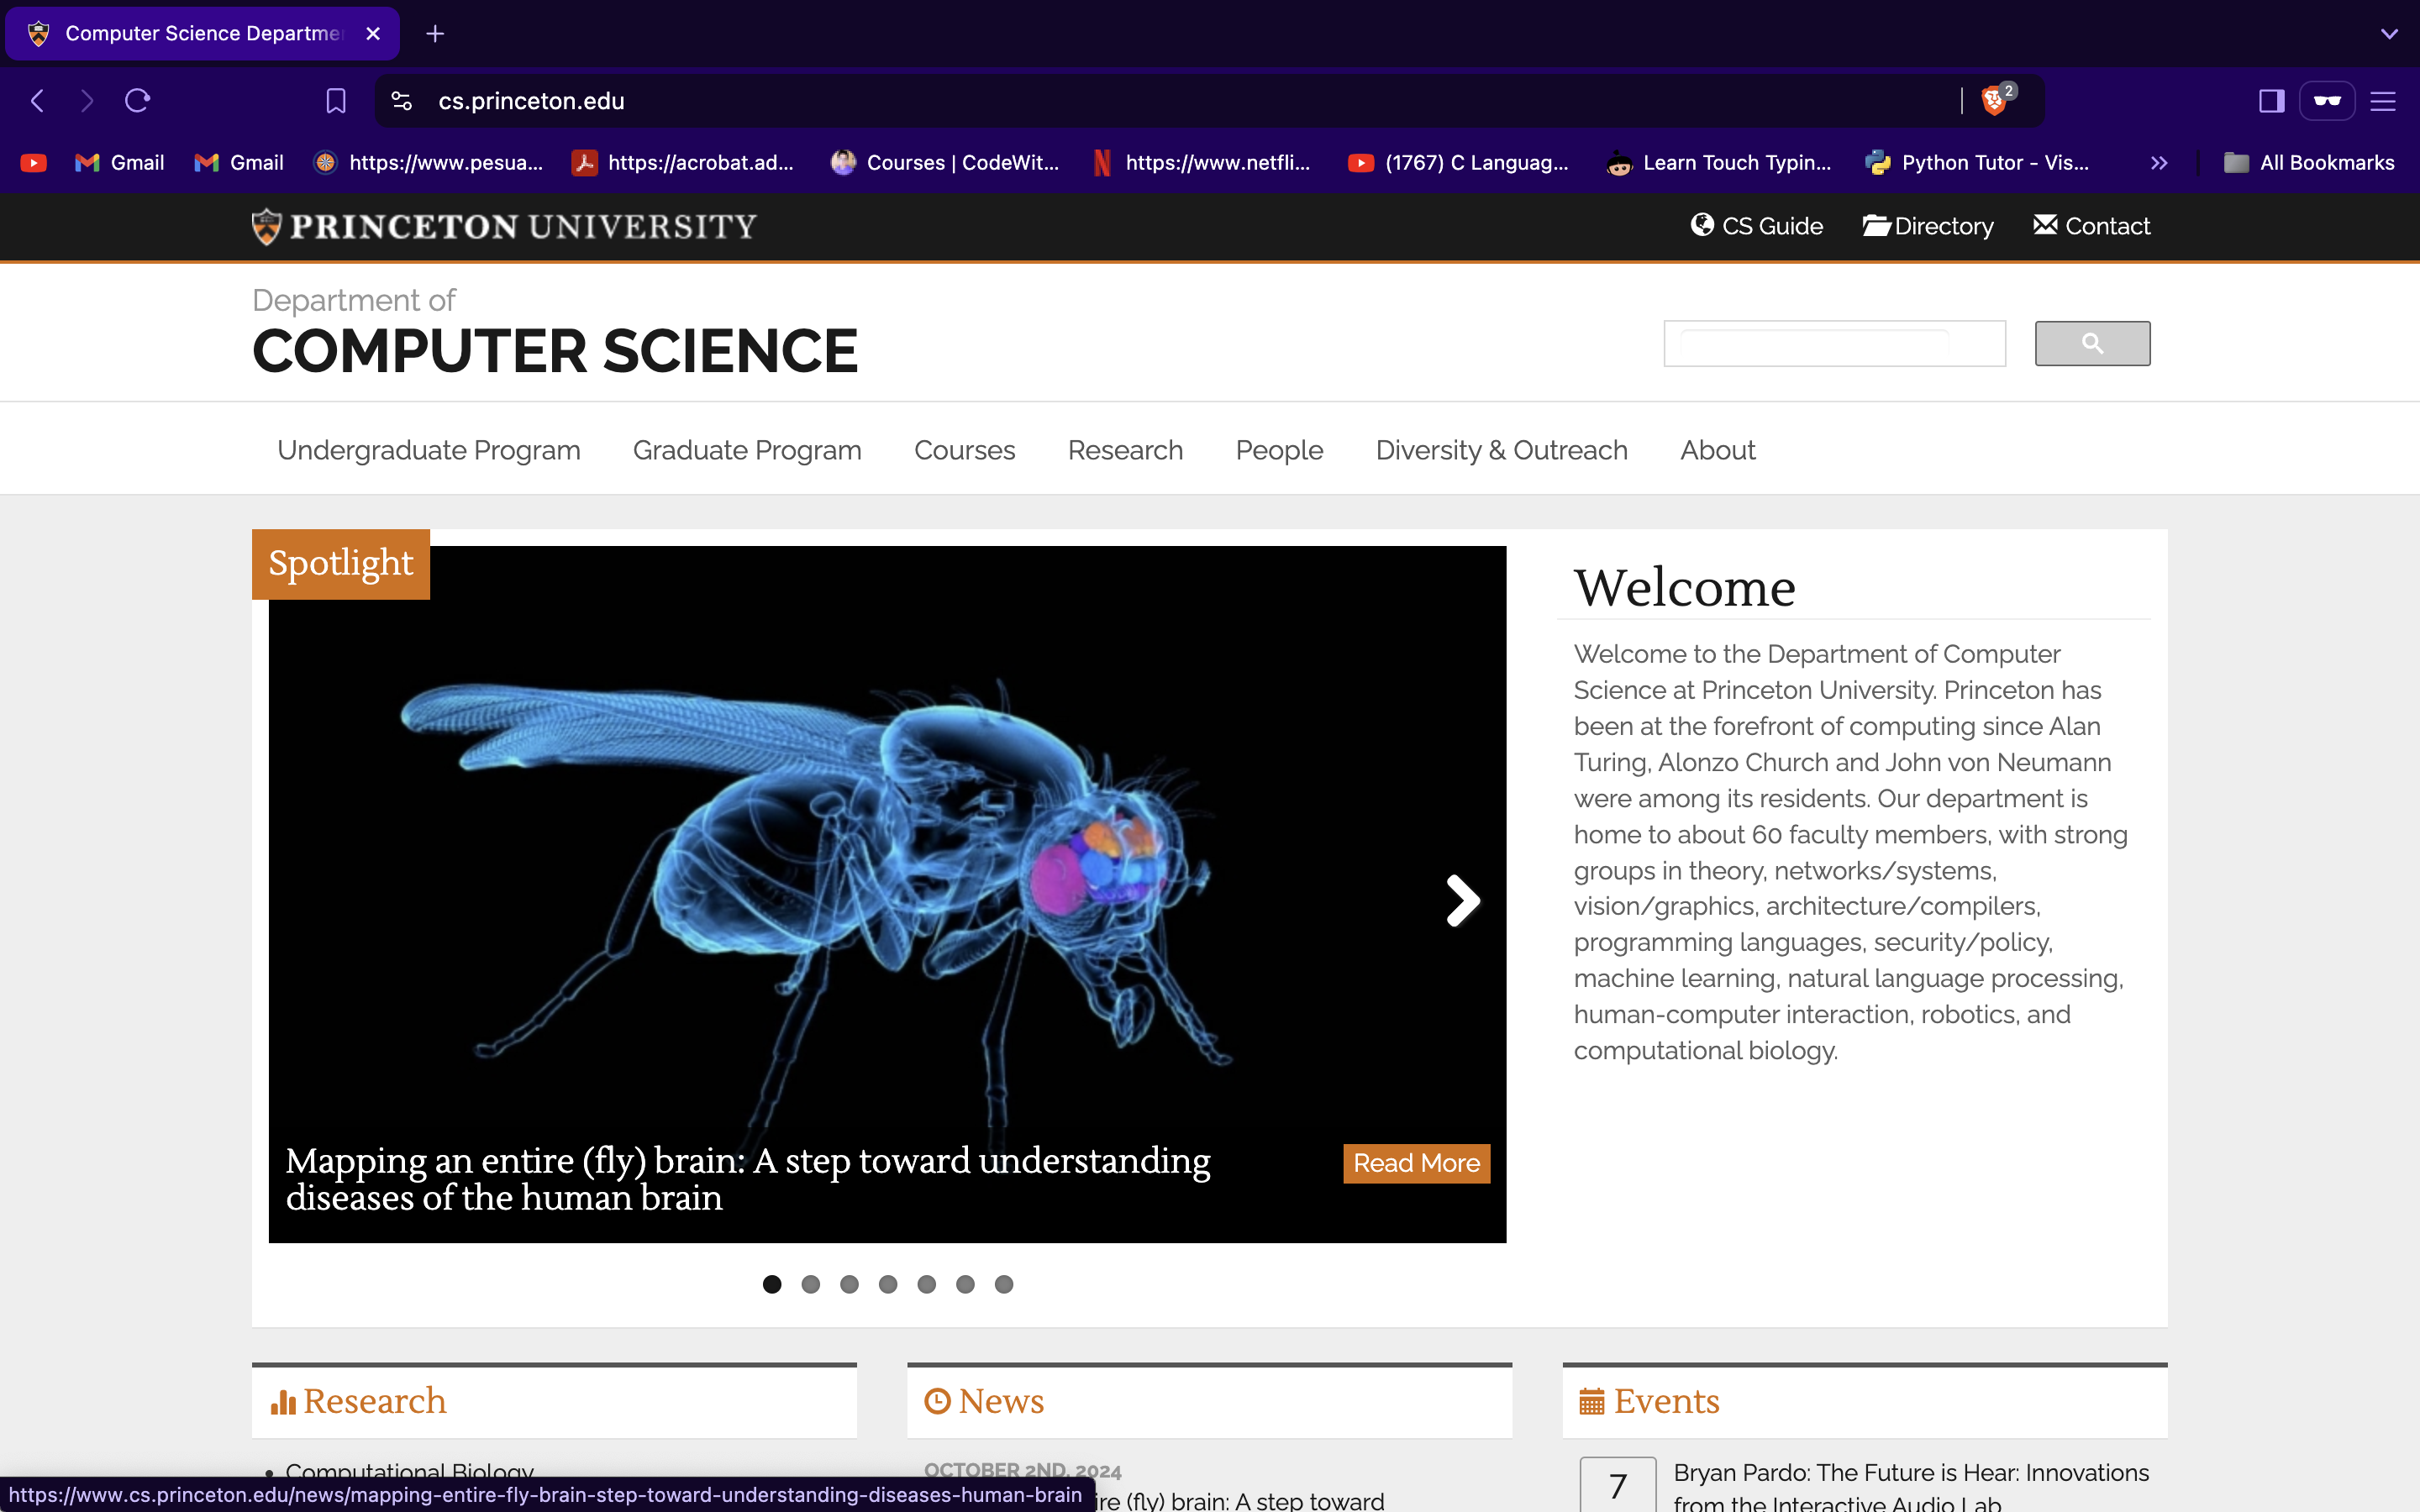 Computer Science Departme
cs.princeton.edu
2
Gmail
Gmail
https://www.pesua...
https://acrobat.ad...
Courses | CodeWit...
https://www.netfli...
(1767) C Languag...
Learn Touch Typin...
Python Tutor - Vis...
All Bookmarks
PRINCETON UNIVERSITY
CS Guide
Directory
Contact
Department of
COMPUTER SCIENCE
Undergraduate Program
Graduate Program
Courses
Research
People
Diversity & Outreach
About
Spotlight
Mapping an entire (fly) brain: A step toward understanding
diseases of the human brain
Read More
Welcome
Welcome to the Department of Computer
Science at Princeton University. Princeton has
been at the forefront of computing since Alan
Turing, Alonzo Church and John von Neumann
were among its residents. Our department is
home to about 60 faculty members, with strong
groups in theory, networks/systems,
vision/graphics, architecture/compilers,
programming languages, security/policy,
machine learning, natural language processing,
human-computer interaction, robotics, and
computational biology.
Research
Computational Biology
News
OCTOBER 2ND, 2024
ire (fly) brain: A step toward
Events
7
Bryan Pardo: The Future is Hear: Innovations
from the Interactive Audio Lab
https://www.cs.princeton.edu/news/mapping-entire-fly-brain-step-toward-understanding-diseases-human-brain